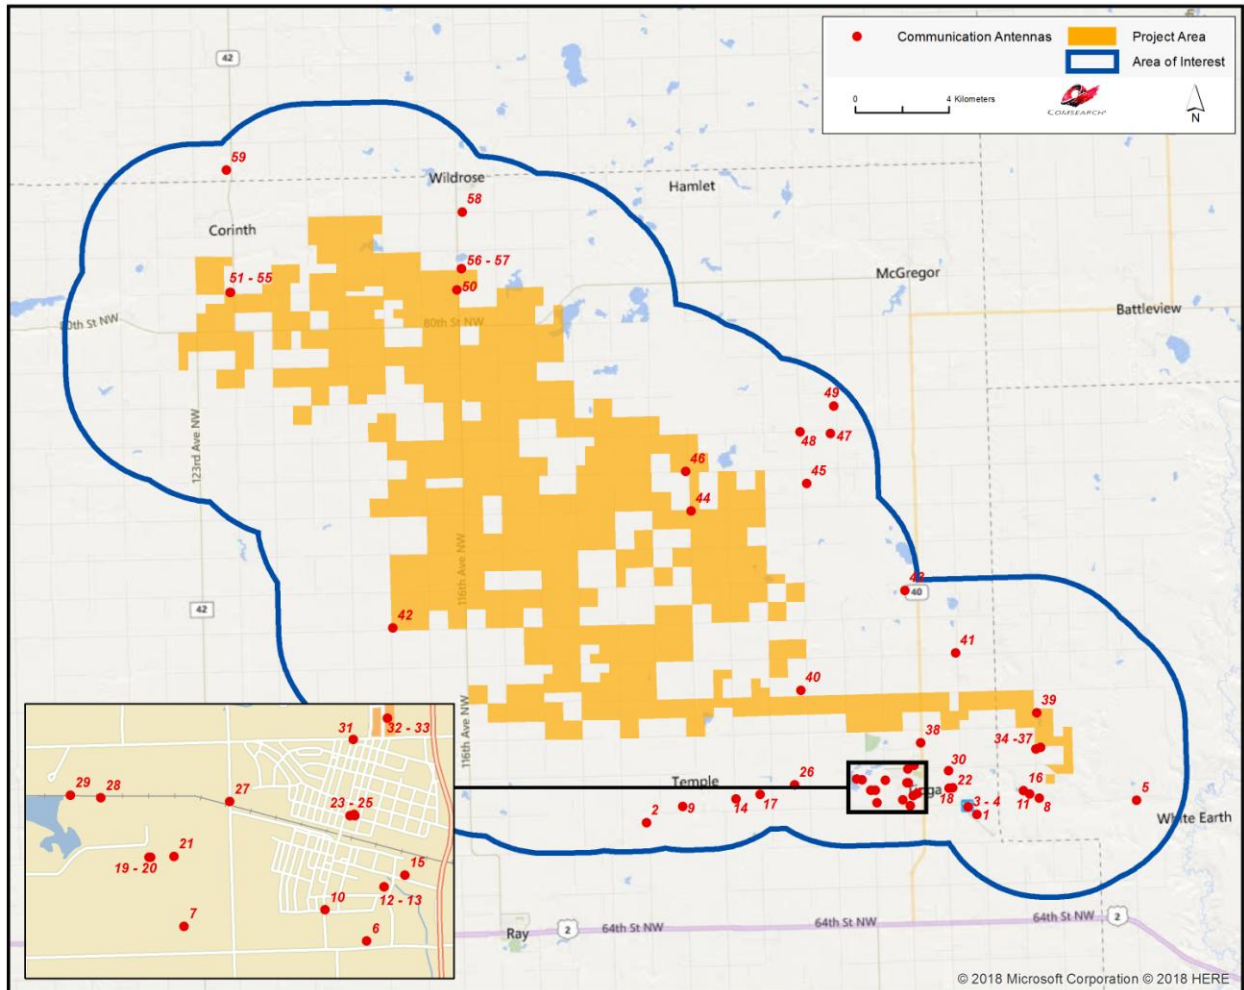 Communication Antennas
Project Area
Area of Interest
0
4 Kilometers
COMSEARCH
N
42
59
Wildrose
Hamlet
58
Corinth
56 - 57
McGregor
51 - 55
50
Battleview
80th St NW
80th St NW
49
48
47
123rd Ave NW
46
45
44
116th Ave NW
43
40
42
42
41
40
39
116th Ave NW
38
34 -37
31
32 - 33
30
Temple
26
16
29
28
27
22
5
23 - 25
Tioga
18
3 - 4
11
2
9
14
17
1
8
White Earth
21
19 - 20
15
12 - 13
10
7
6
Ray
2
64th St NW
64th St NW
64th St NW
2
© 2018 Microsoft Corporation © 2018 HERE